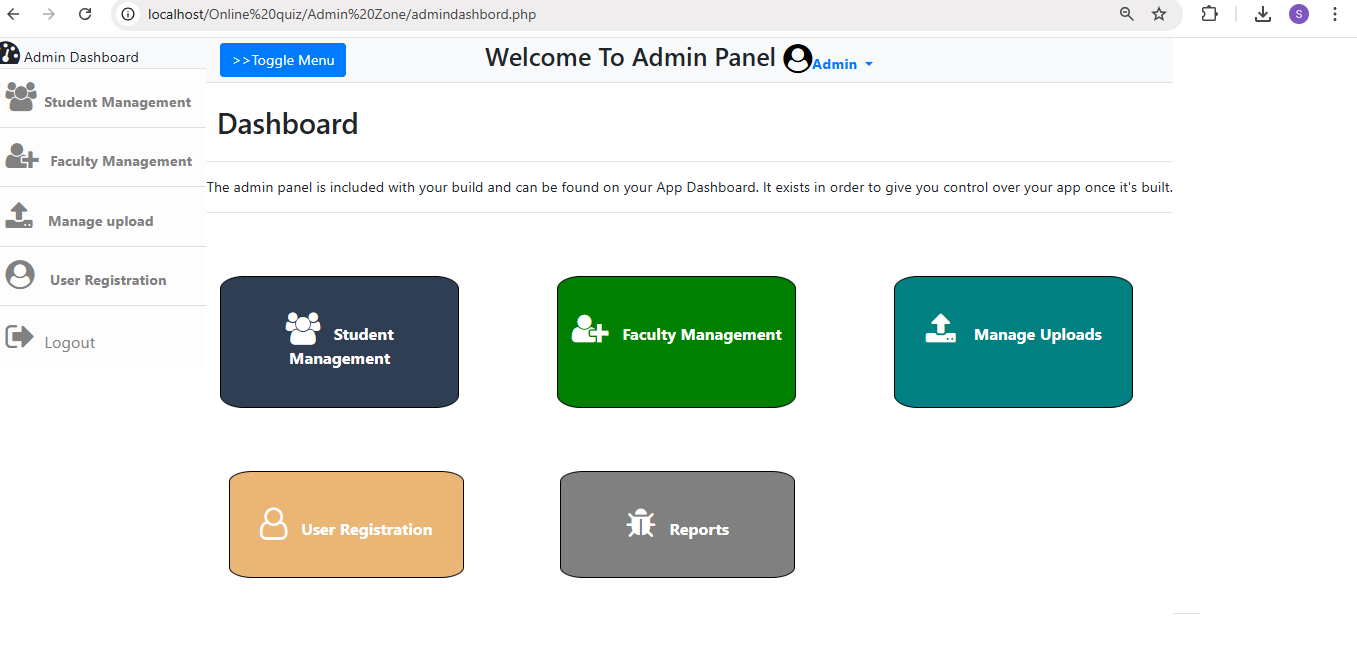 localhost/Online%20quiz/Admin%20Zone/admindashbord.php
S
Admin Dashboard
>>Toggle Menu
Welcome To Admin Panel
Admin
Student Management
Faculty Management
Manage upload
User Registration
Logout
Dashboard
The admin panel is included with your build and can be found on your App Dashboard. It exists in order to give you control over your app once it's built.
Student
Management
Faculty Management
Manage Uploads
User Registration
Reports